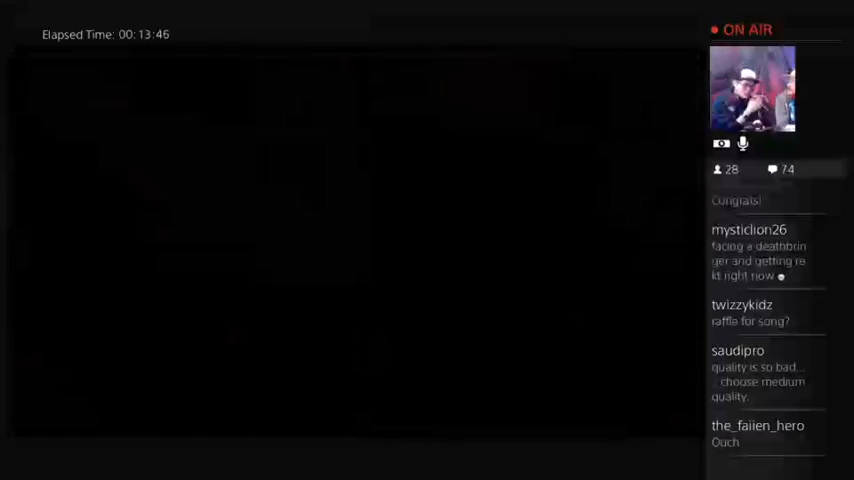 Elapsed Time: 00:13:46
ON AIR
28 74
Congrats!
mysticlion26
facing a deathbrin
ger and getting re
kt right now
twizzykidz
raffle for song?
saudipro
quality is so bad...
. choose medium
quality.
the_faiien_hero
Ouch